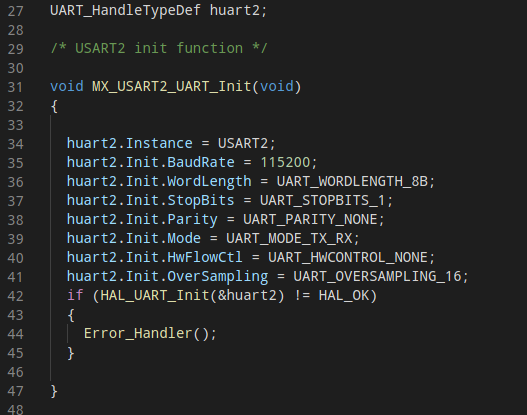 27 UART_HandleTypeDef huart2;
28
29 /* USART2 init function */
30
31 void MX_USART2_UART_Init(void)
32 {
33
34   huart2.Instance = USART2;
35   huart2.Init.BaudRate = 115200;
36   huart2.Init.WordLength = UART_WORDLENGTH_8B;
37   huart2.Init.StopBits = UART_STOPBITS_1;
38   huart2.Init.Parity = UART_PARITY_NONE;
39   huart2.Init.Mode = UART_MODE_TX_RX;
40   huart2.Init.HwFlowCtl = UART_HWCONTROL_NONE;
41   huart2.Init.OverSampling = UART_OVERSAMPLING_16;
42   if (HAL_UART_Init(&huart2) != HAL_OK)
43   {
44     Error_Handler();
45   }
46
47 }
48